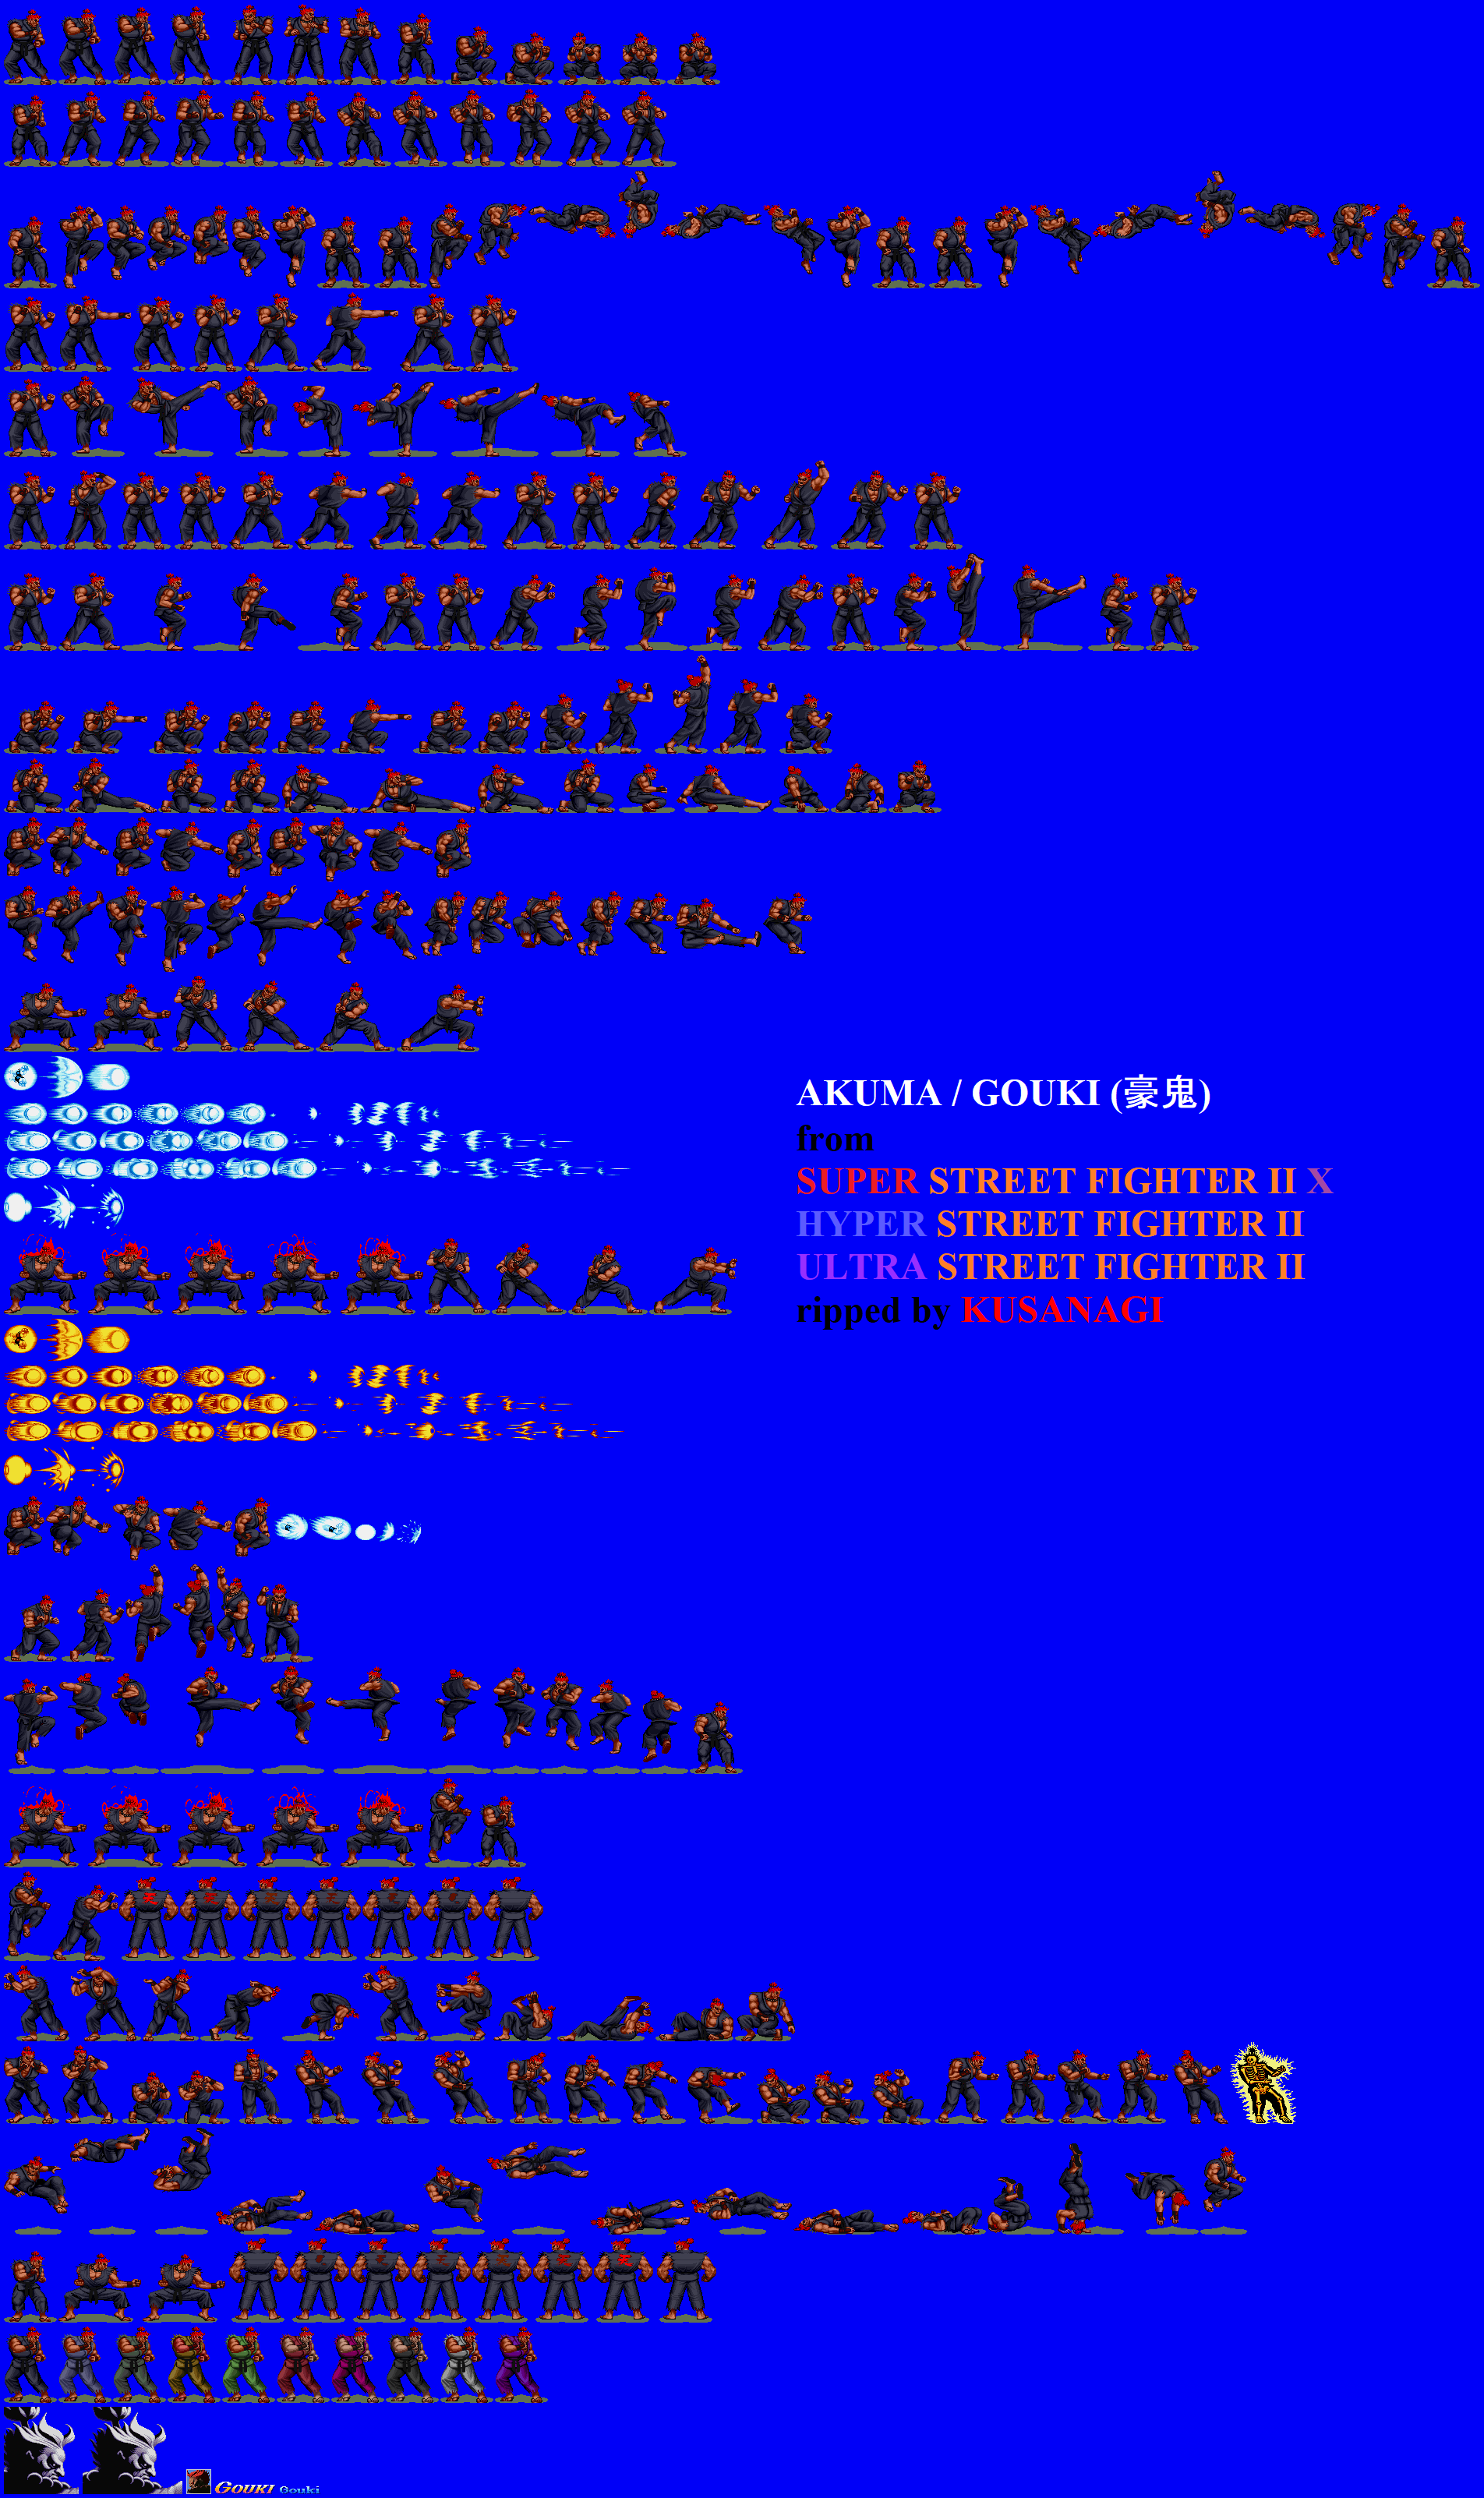 AKUMA / GOUKI (豪鬼)
from
SUPER STREET FIGHTER II X
HYPER STREET FIGHTER II
ULTRA STREET FIGHTER II
ripped by KUSANAGI
GOUKI Gouki